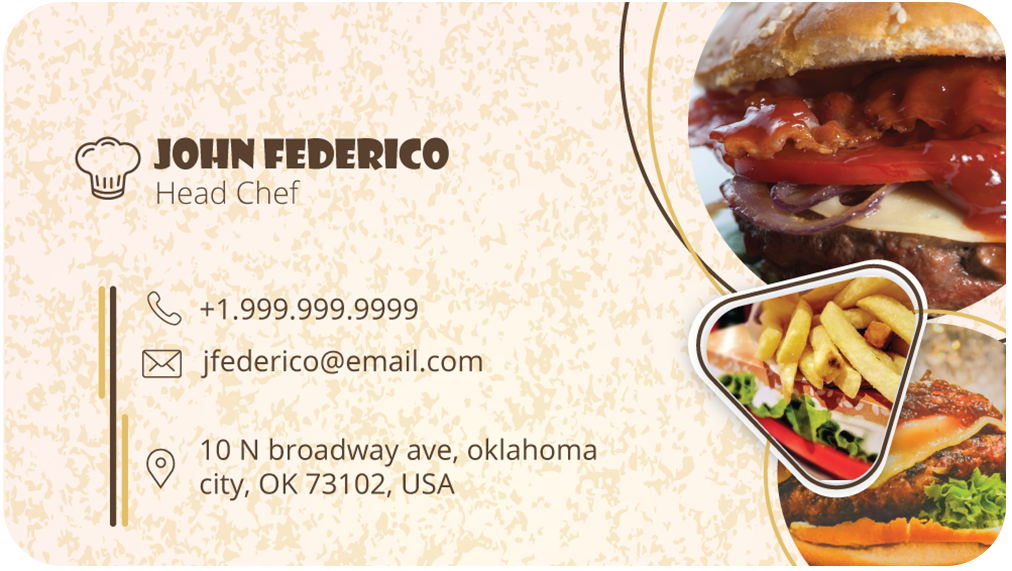 JOHN FEDERICO
Head Chef
+1.999.999.9999
jfederico@email.com
10 N broadway ave, oklahoma
city, OK 73102, USA